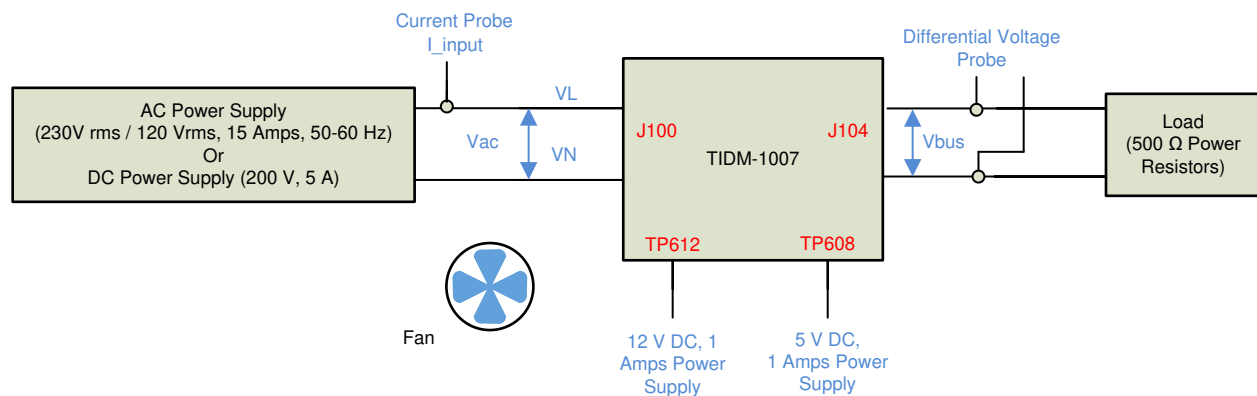 Current Probe
I_input
Differential Voltage
Probe
AC Power Supply
(230V rms / 120 Vrms, 15 Amps, 50-60 Hz)
Or
DC Power Supply (200 V, 5 A)
VL
Vac
VN
J100
J104
TIDM-1007
TP612
TP608
Vbus
Load
(500 Ω Power
Resistors)
Fan
12 V DC, 1
Amps Power
Supply
5 V DC,
1 Amps Power
Supply